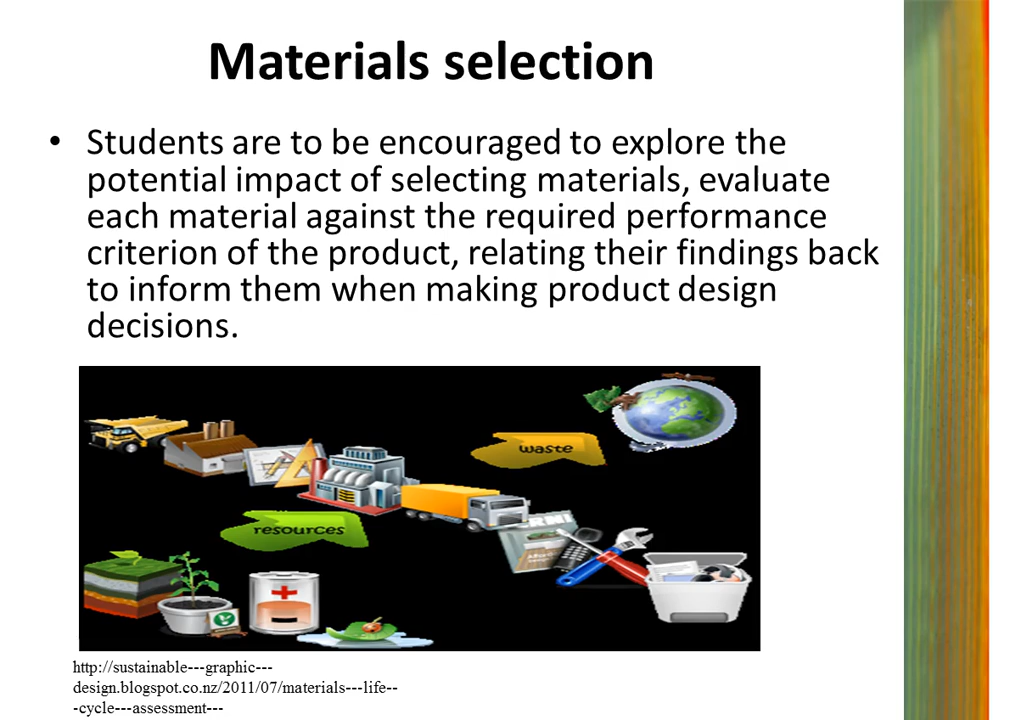 Materials selection
• Students are to be encouraged to explore the
potential impact of selecting materials, evaluate
each material against the required performance
criterion of the product, relating their findings back
to inform them when making product design
decisions.
waste
resources
http://sustainable---graphic---
design.blogspot.co.nz/2011/07/materials---life--
-cycle---assessment---